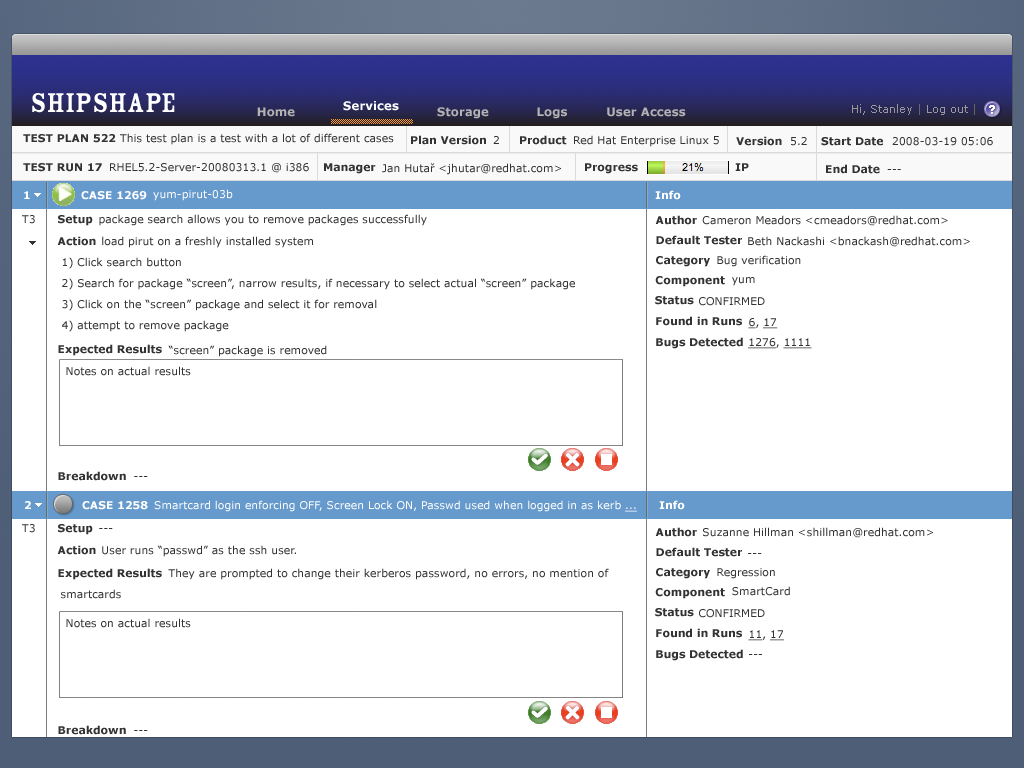 SHIPSHAPE
Home Services Storage Logs User Access Hi, Stanley | Log out | ?
TEST PLAN 522 This test plan is a test with a lot of different cases Plan Version 2 Product Red Hat Enterprise Linux 5 Version 5.2 Start Date 2008-03-19 05:06
TEST RUN 17 RHEL5.2-Server-20080313.1 @ i386 Manager Jan Hutař <jhutar@redhat.com> Progress 21% IP End Date ---
1 CASE 1269 yum-pirut-03b Info
T3 Setup package search allows you to remove packages successfully
Action load pirut on a freshly installed system
1) Click search button
2) Search for package “screen”, narrow results, if necessary to select actual “screen” package
3) Click on the “screen” package and select it for removal
4) attempt to remove package
Expected Results “screen” package is removed
Notes on actual results
Breakdown ---
Author Cameron Meadors <cmeadors@redhat.com>
Default Tester Beth Nackashi <bnackash@redhat.com>
Category Bug verification
Component yum
Status CONFIRMED
Found in Runs 6, 17
Bugs Detected 1276, 1111
2 CASE 1258 Smartcard login enforcing OFF, Screen Lock ON, Passwd used when logged in as kerb ... Info
T3 Setup ---
Action User runs “passwd” as the ssh user.
Expected Results They are prompted to change their kerberos password, no errors, no mention of
smartcards
Notes on actual results
Breakdown ---
Author Suzanne Hillman <shillman@redhat.com>
Default Tester ---
Category Regression
Component SmartCard
Status CONFIRMED
Found in Runs 11, 17
Bugs Detected ---